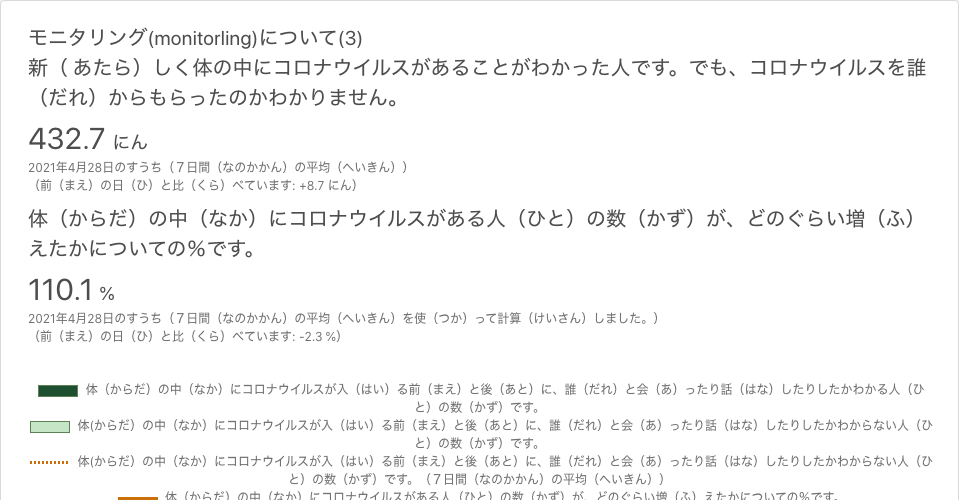 モニタリング(monitorling)について(3)
新（ あたら）しく体の中にコロナウイルスがあることがわかった人です。でも、コロナウイルスを誰
（だれ）からもらったのかわかりません。
432.7 にん
2021年4月28日のすうち（７日間（なのかかん）の平均（へいきん））
（前（まえ）の日（ひ）と比（くら）べています: +8.7 にん）
体（からだ）の中（なか）にコロナウイルスがある人（ひと）の数（かず）が、どのぐらい増（ふ）
えたかについての％です。
110.1 %
2021年4月28日のすうち（７日間（なのかかん）の平均（へいきん）を使（つか）って計算（けいさん）しました。）
（前（まえ）の日（ひ）と比（くら）べています: -2.3 %）
体（からだ）の中（なか）にコロナウイルスが入（はい）る前（まえ）と後（あと）に、誰（だれ）と会（あ）ったり話（はな）したりしたかわかる人（ひ
と）の数（かず）です。
体(からだ）の中（なか）にコロナウイルスが入（はい）る前（まえ）と後（あと）に、誰（だれ）と会（あ）ったり話（はな）したりしたかわからない人（ひ
と）の数（かず）です。
体(からだ）の中（なか）にコロナウイルスが入（はい）る前（まえ）と後（あと）に、誰（だれ）と会（あ）ったり話（はな）したりしたかわからない人（ひ
と）の数（かず）です。（７日間（なのかかん）の平均（へいきん））
体（からだ）の中（なか）にコロナウイルスがある人（ひと）の数（かず）が、どのぐらい増（ふ）えたかについての％です。